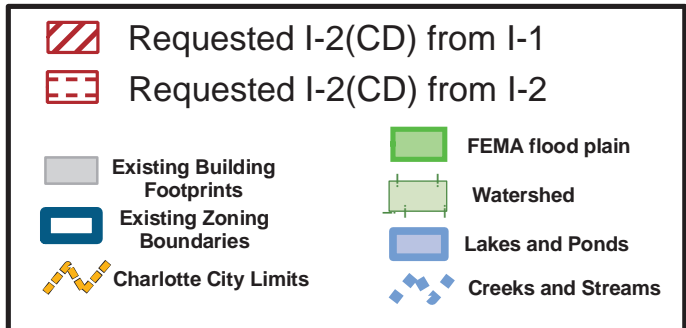 Requested I-2(CD) from I-1
Requested I-2(CD) from I-2
Existing Building
Footprints
Existing Zoning
Boundaries
Charlotte City Limits
FEMA flood plain
Watershed
Lakes and Ponds
Creeks and Streams